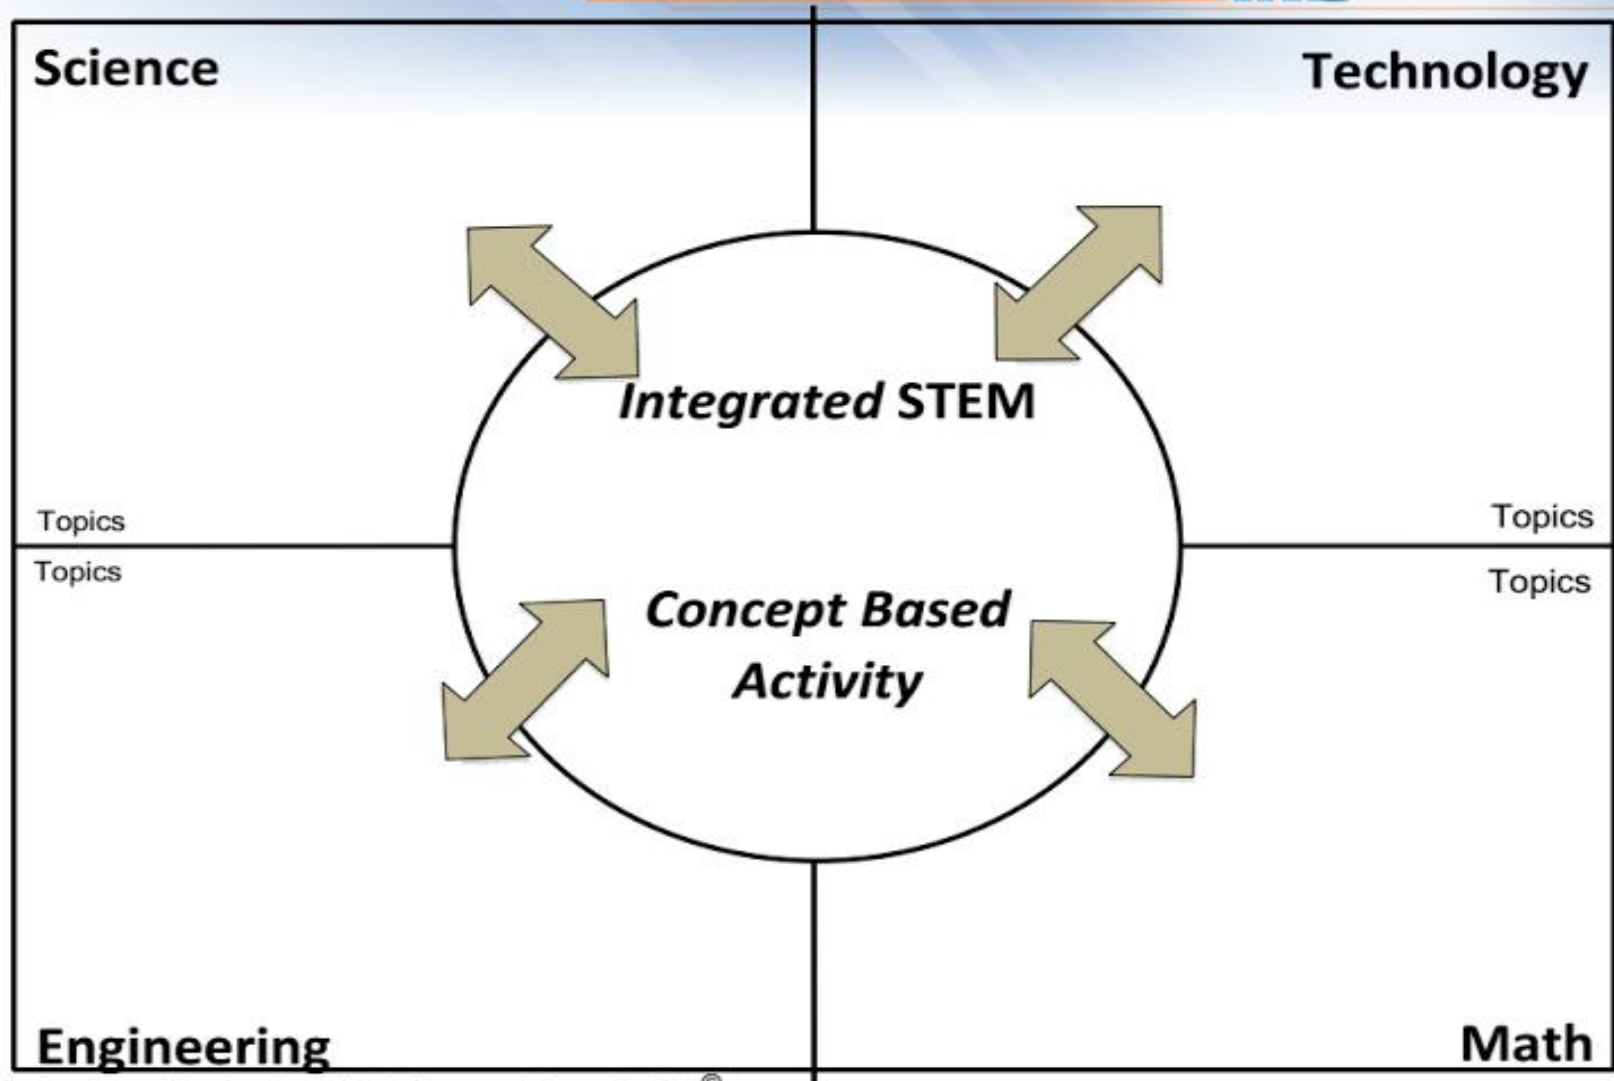 Science
Technology
Integrated STEM
Topics
Topics
Topics
Topics
Concept Based
Activity
Engineering
Math
©